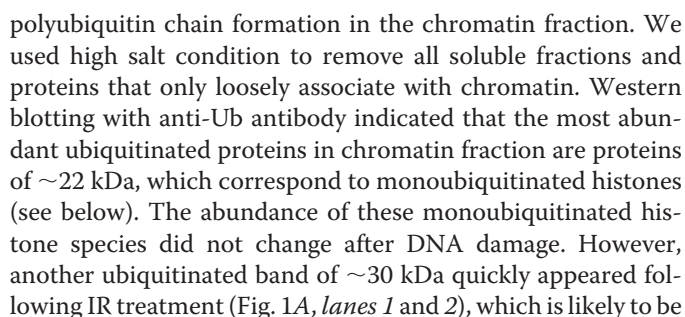 polyubiquitin chain formation in the chromatin fraction. We
used high salt condition to remove all soluble fractions and
proteins that only loosely associate with chromatin. Western
blotting with anti-Ub antibody indicated that the most abun-
dant ubiquitinated proteins in chromatin fraction are proteins
of ∼22 kDa, which correspond to monoubiquitinated histones
(see below). The abundance of these monoubiquitinated his-
tone species did not change after DNA damage. However,
another ubiquitinated band of ∼30 kDa quickly appeared fol-
lowing IR treatment (Fig. 1A, lanes 1 and 2), which is likely to be